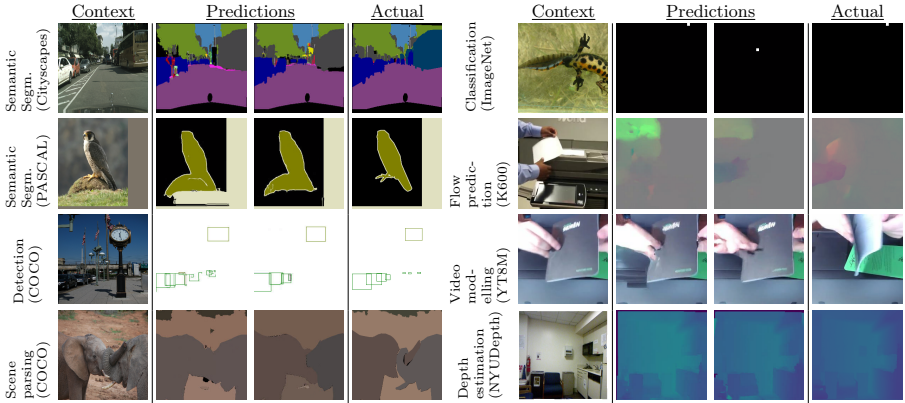 Context Predictions Actual Context Predictions Actual
Semantic
Segm.
(Cityscapes)
Classification
(ImageNet)
Semantic
Segm.
(PASCAL)
Flow
predic-
tion
(K600)
Detection
(COCO)
Video
mod-
elling
(YT8M)
Scene
parsing
(COCO)
Depth
estimation
(NYUDepth)